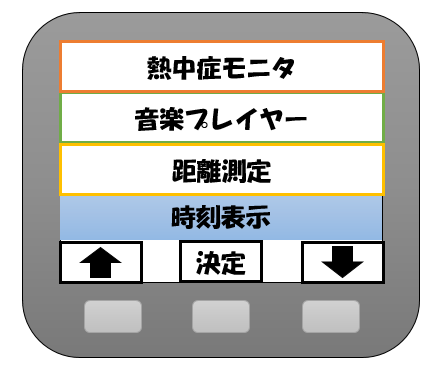 熱中症モニタ
音楽プレイヤー
距離測定
時刻表示
決定